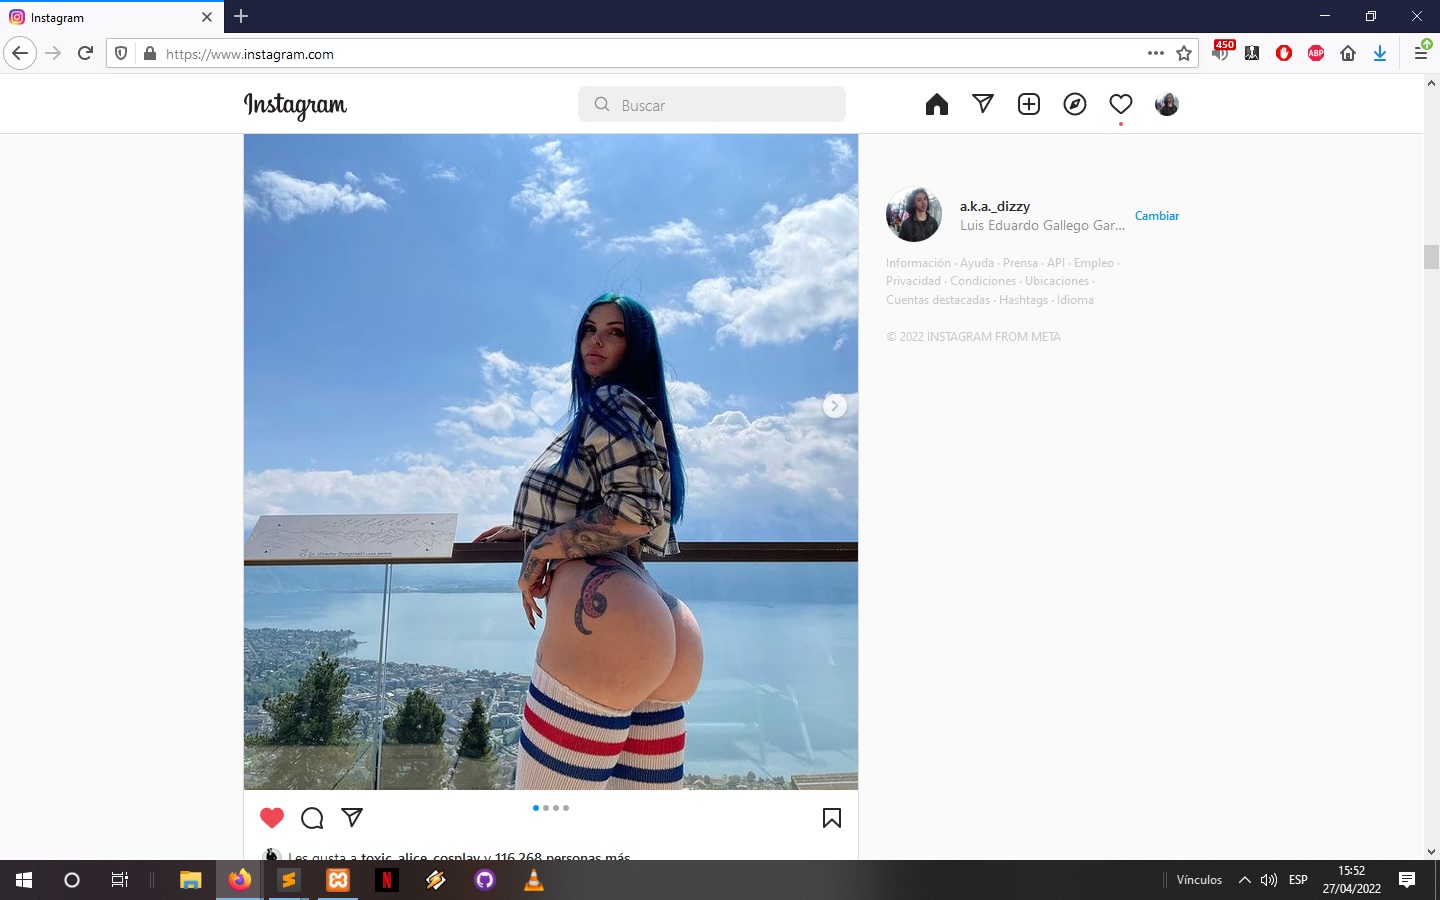 Instagram
https://www.instagram.com
450
ABP
Instagram
Buscar
a.k.a._dizzy
Luis Eduardo Gallego Gar...
Cambiar
Información · Ayuda · Prensa · API · Empleo ·
Privacidad · Condiciones · Ubicaciones ·
Cuentas destacadas · Hashtags · Idioma
© 2022 INSTAGRAM FROM META
Les gusta a toxic_alice_cosplay y 116.268 personas más
Vínculos
ESP
15:52
27/04/2022